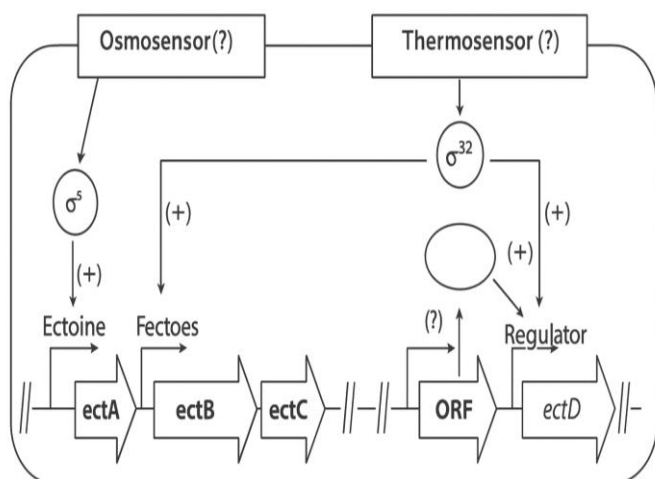 Osmosensor(?)
Thermosensor (?)
σ³²
σ⁵
(+)
(+)
(+)
(+)
Ectoine
Fectoes
(?)
Regulator
ectA
ectB
ectC
ORF
ectD